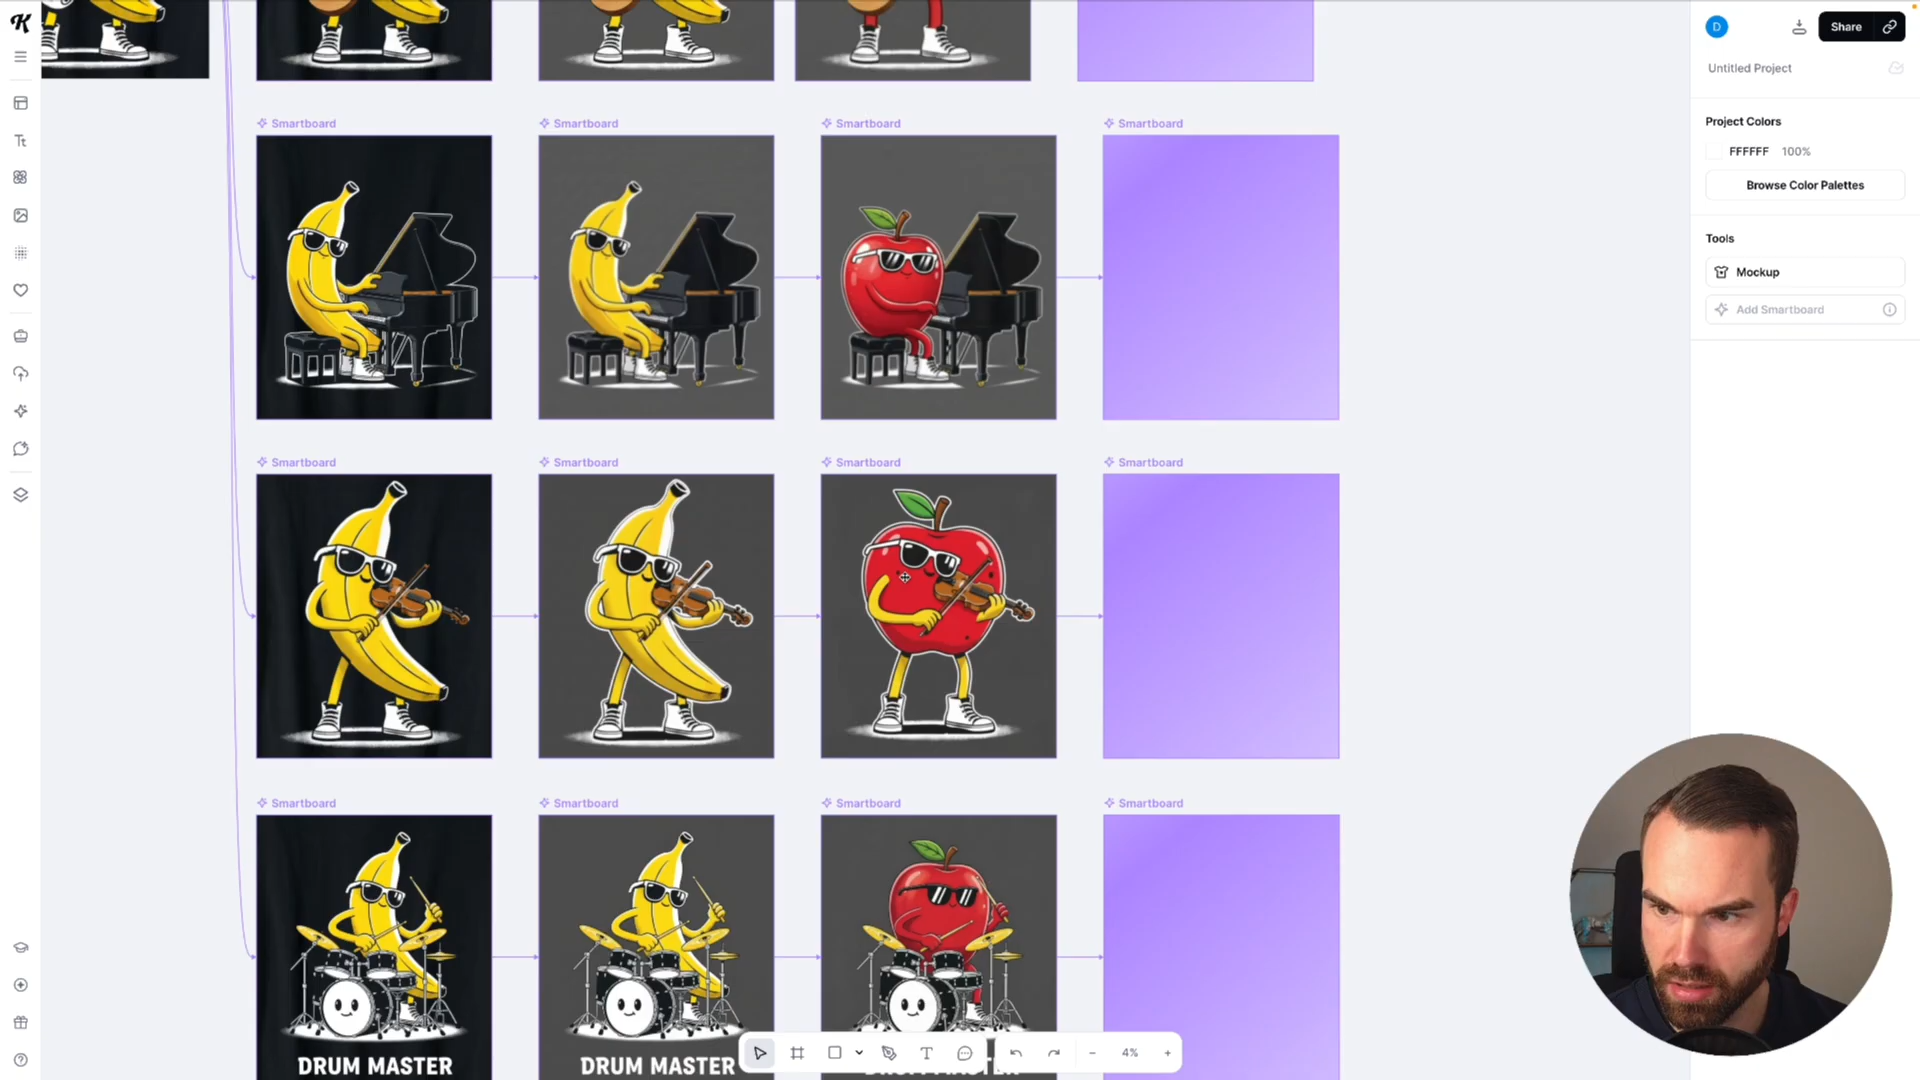 K
D
Share
Untitled Project
Project Colors
FFFFFF 100%
Browse Color Palettes
Tools
Mockup
Add Smartboard
Smartboard Smartboard Smartboard Smartboard
Smartboard Smartboard Smartboard Smartboard
Smartboard Smartboard Smartboard Smartboard
DRUM MASTER DRUM MASTER
Tt
T
4%